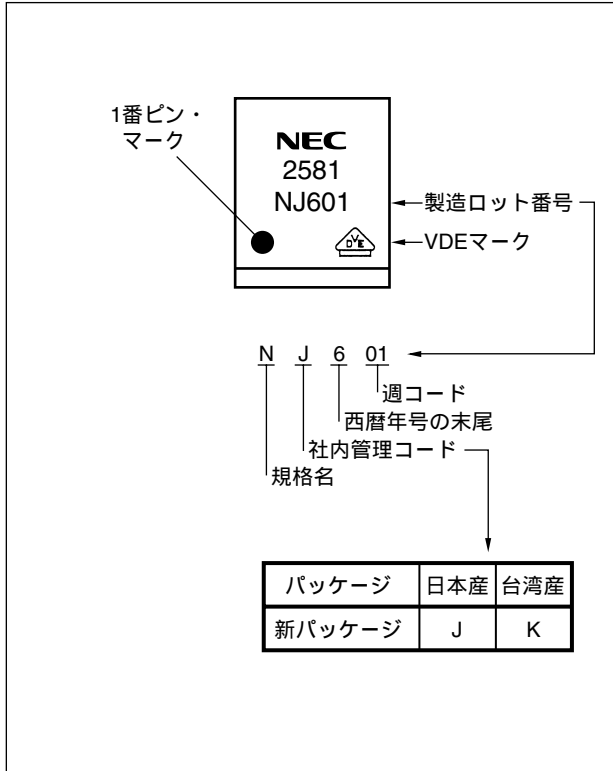 1番ピン・
マーク
NEC
2581
NJ601
製造ロット番号
VDE
VDEマーク
N J 6 01
週コード
西暦年号の末尾
社内管理コード
規格名
パッケージ 日本産 台湾産
新パッケージ J K